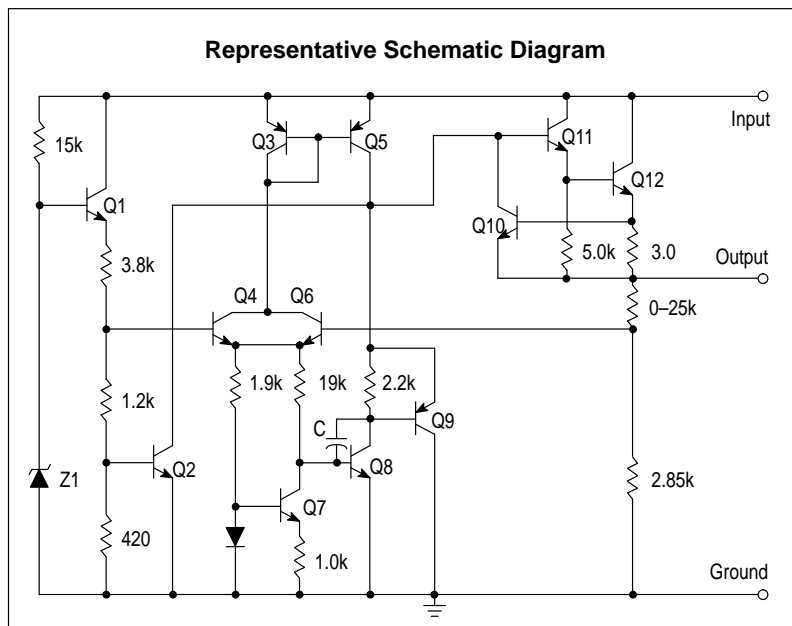 Representative Schematic Diagram
Input
Q3
Q5
Q11
15k
Q12
Q1
Q10
3.8k
5.0k
3.0
Output
Q4
Q6
0–25k
1.2k
1.9k
19k
2.2k
C
Q9
Z1
Q2
Q8
2.85k
Q7
420
1.0k
Ground